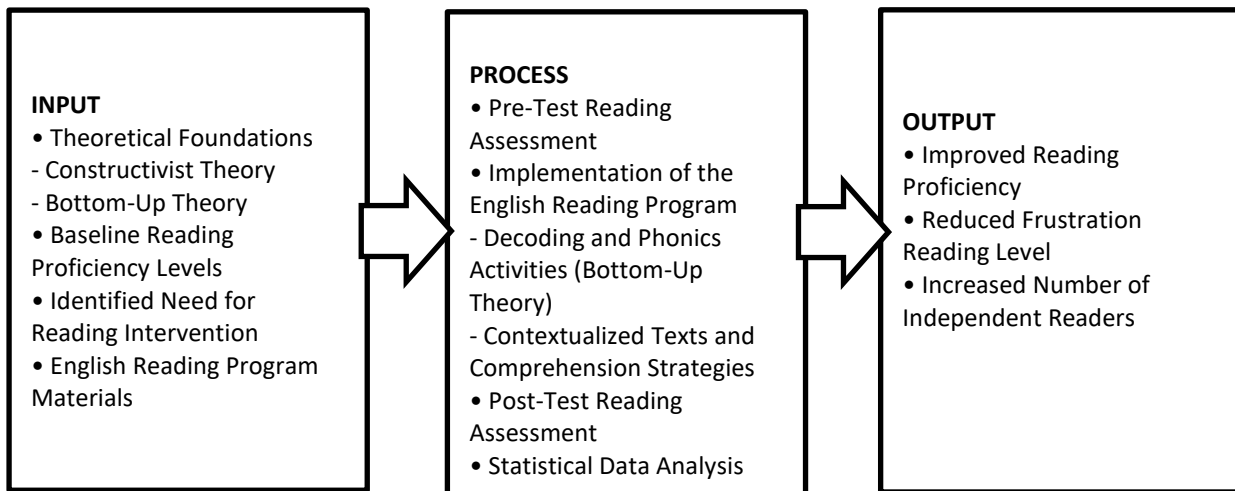 INPUT
• Theoretical Foundations
- Constructivist Theory
- Bottom-Up Theory
• Baseline Reading
Proficiency Levels
• Identified Need for
Reading Intervention
• English Reading Program
Materials
PROCESS
• Pre-Test Reading
Assessment
• Implementation of the
English Reading Program
- Decoding and Phonics
Activities (Bottom-Up
Theory)
- Contextualized Texts and
Comprehension Strategies
• Post-Test Reading
Assessment
• Statistical Data Analysis
OUTPUT
• Improved Reading
Proficiency
• Reduced Frustration
Reading Level
• Increased Number of
Independent Readers